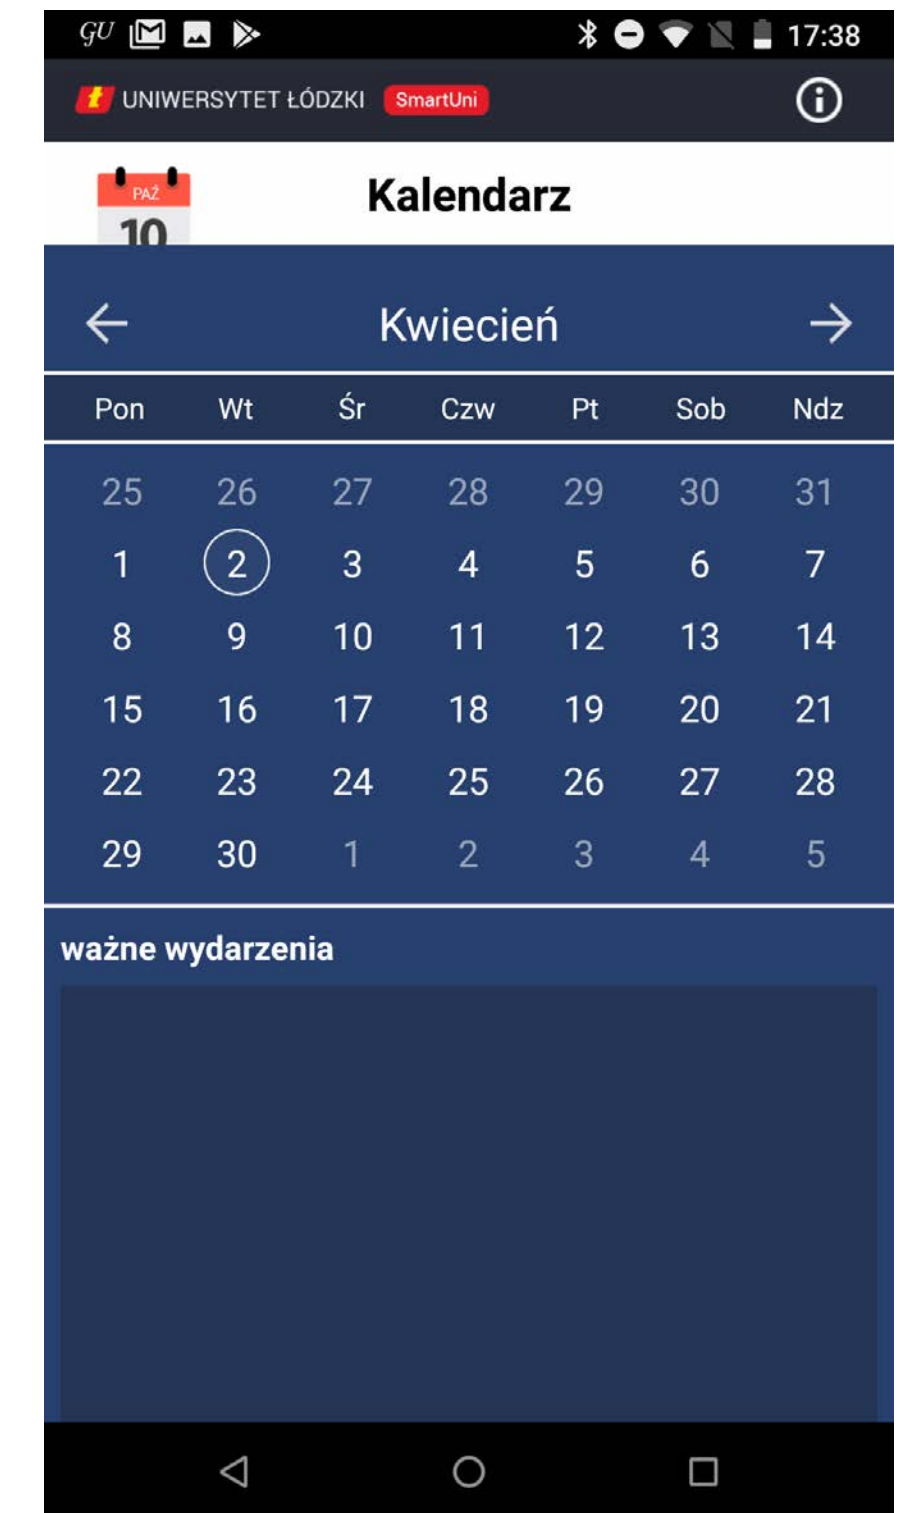 GU 17:38
UNIWERSYTET ŁÓDZKI SmartUni
PAŹ
10
Kalendarz
Kwiecień
Pon Wt Śr Czw Pt Sob Ndz
25 26 27 28 29 30 31
1 2 3 4 5 6 7
8 9 10 11 12 13 14
15 16 17 18 19 20 21
22 23 24 25 26 27 28
29 30 1 2 3 4 5
ważne wydarzenia